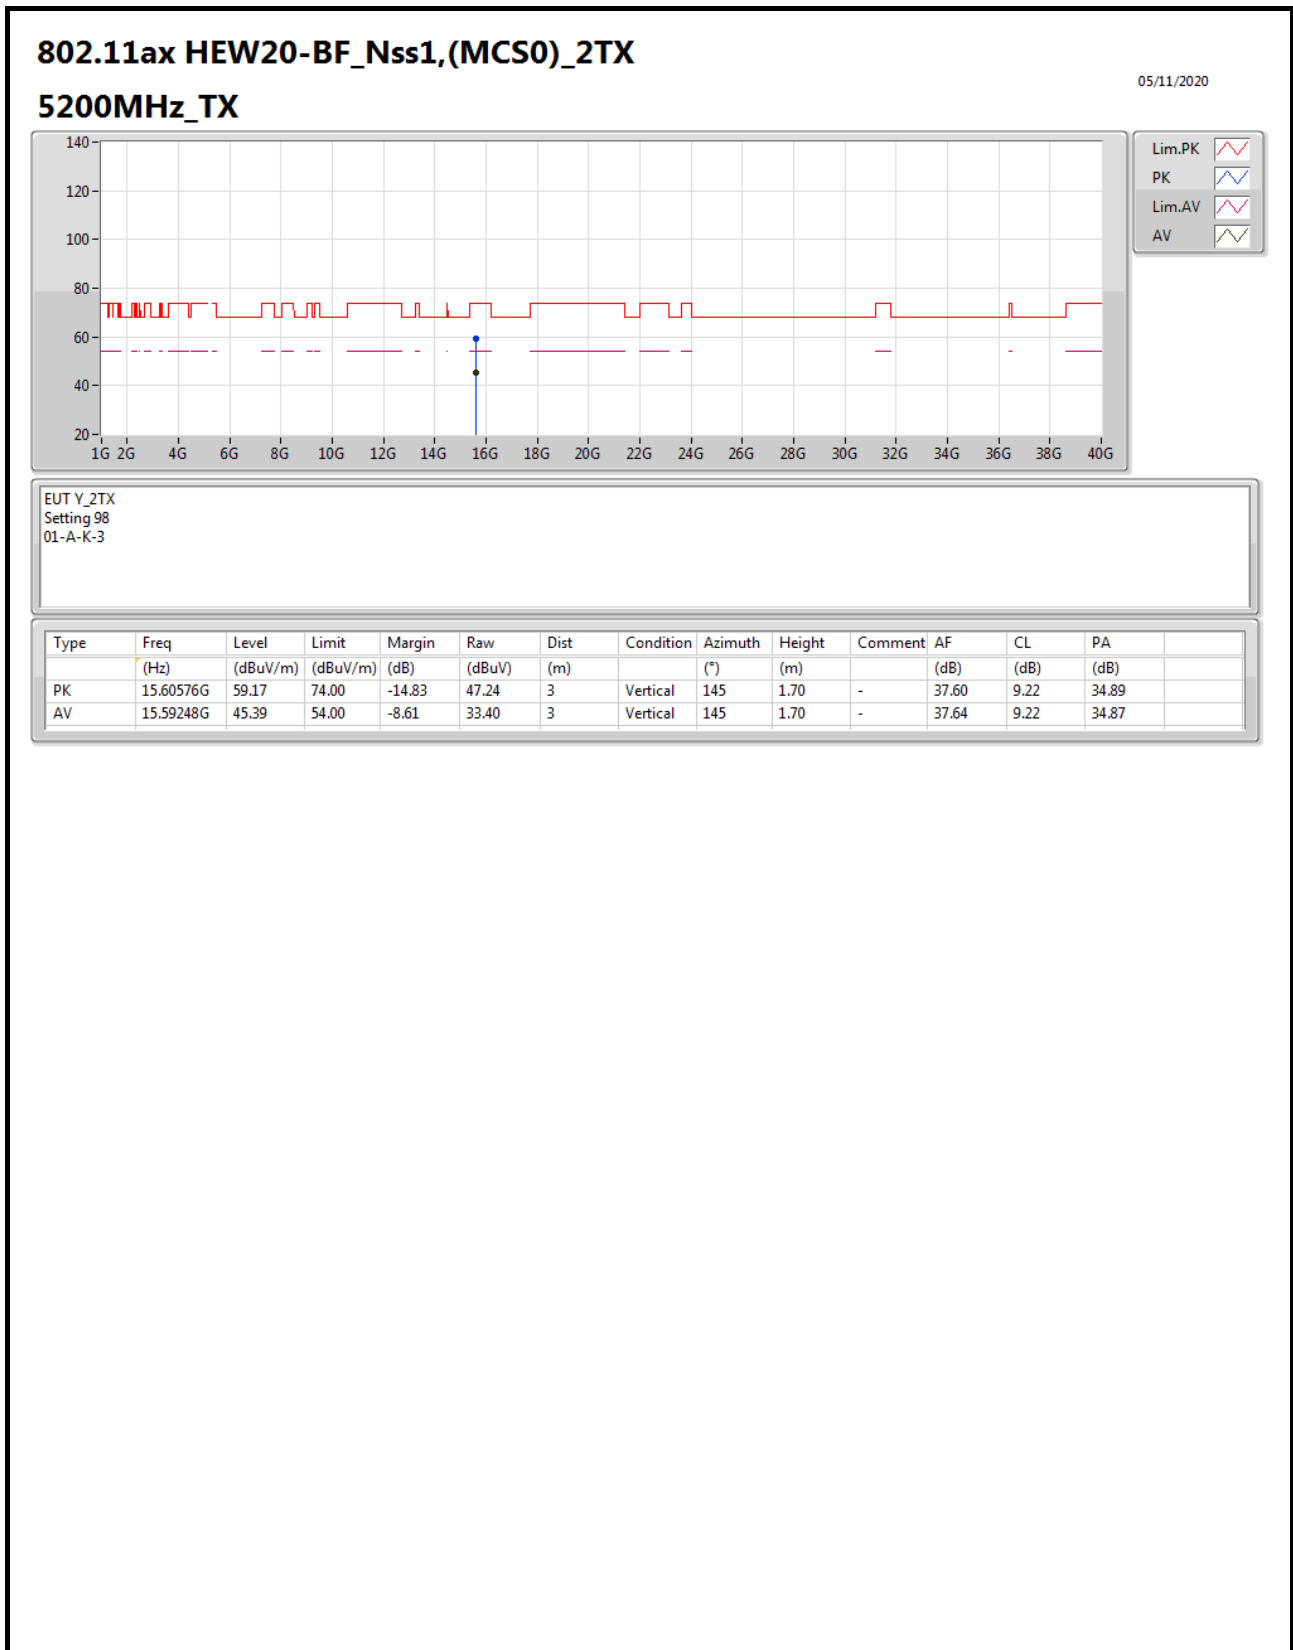 802.11ax HEW20-BF_Nss1,(MCS0)_2TX
05/11/2020
5200MHz_TX
140
120
100
80
60
40
20
1G 2G 4G 6G 8G 10G 12G 14G 16G 18G 20G 22G 24G 26G 28G 30G 32G 34G 36G 38G 40G
Lim.PK
PK
Lim.AV
AV
EUT Y_2TX
Setting 98
01-A-K-3
Type Freq Level Limit Margin Raw Dist Condition Azimuth Height Comment AF CL PA
(Hz) (dBuV/m) (dBuV/m) (dB) (dBuV) (m) (°) (m) (dB) (dB) (dB)
PK 15.60576G 59.17 74.00 -14.83 47.24 3 Vertical 145 1.70 - 37.60 9.22 34.89
AV 15.59248G 45.39 54.00 -8.61 33.40 3 Vertical 145 1.70 - 37.64 9.22 34.87